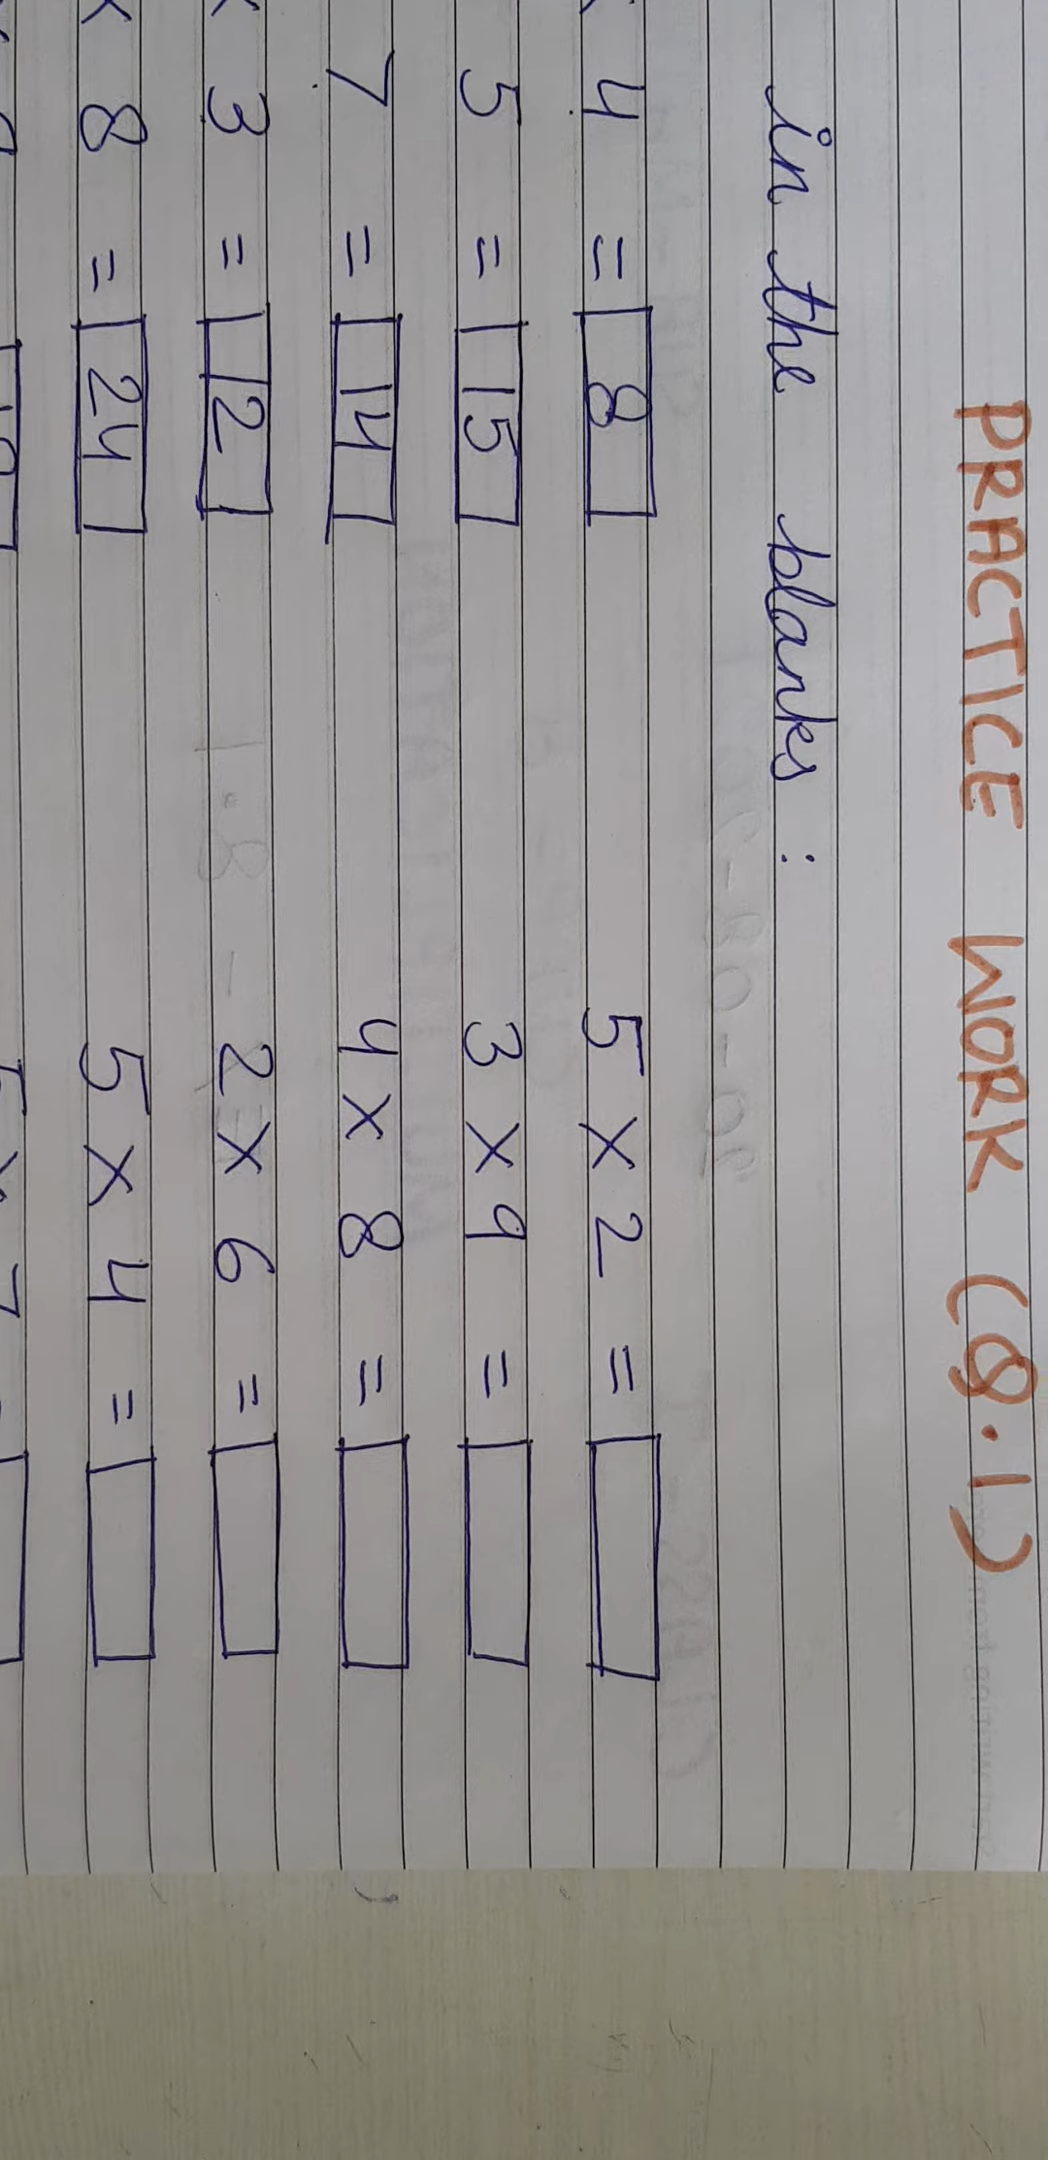 PRACTICE WORK (8.1)
in the blanks :
× 4 = 8 5 × 2 =
5 = 15 3 × 9 =
7 = 14 4 × 8 =
× 3 = 12 2 × 6 =
× 8 = 24 5 × 4 =